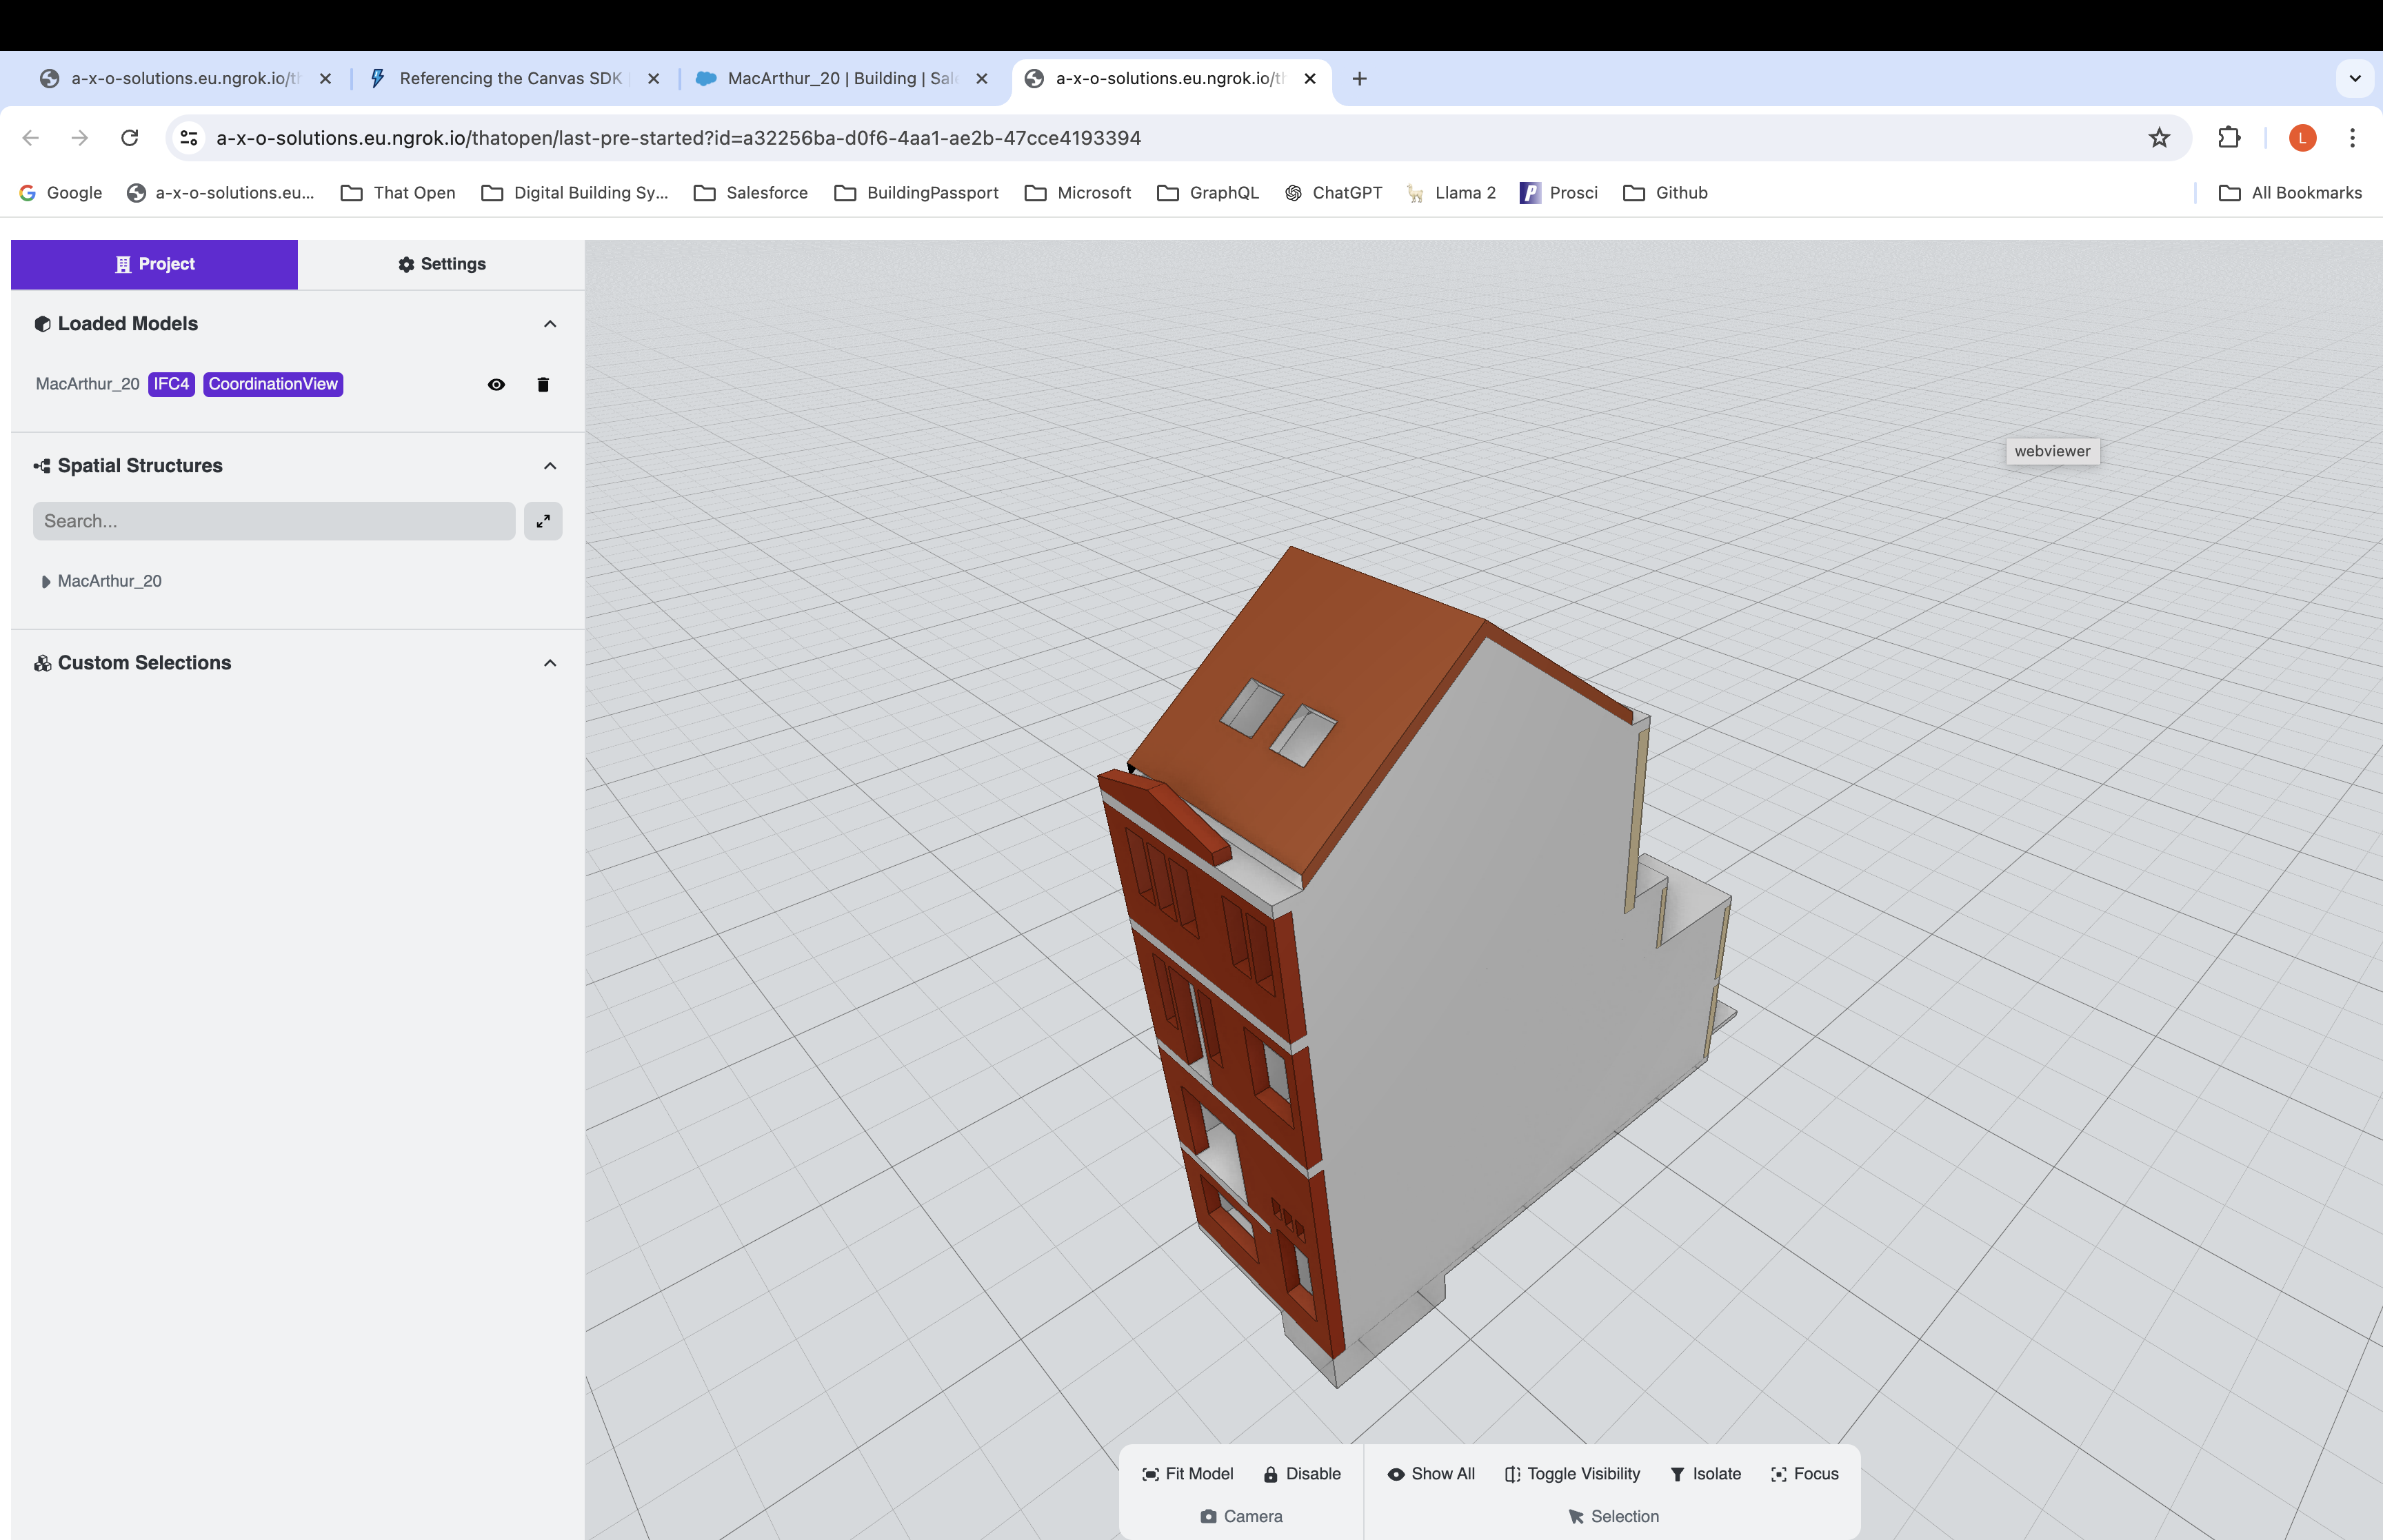 a-x-o-solutions.eu.ngrok.io/th
Referencing the Canvas SDK
MacArthur_20 | Building | Sale
a-x-o-solutions.eu.ngrok.io/th
a-x-o-solutions.eu.ngrok.io/thatopen/last-pre-started?id=a32256ba-d0f6-4aa1-ae2b-47cce4193394
L
Google
a-x-o-solutions.eu...
That Open
Digital Building Sy...
Salesforce
BuildingPassport
Microsoft
GraphQL
ChatGPT
Llama 2
Prosci
Github
All Bookmarks
Project
Settings
Loaded Models
MacArthur_20 IFC4 CoordinationView
Spatial Structures
Search...
MacArthur_20
Custom Selections
webviewer
Fit Model
Disable
Camera
Show All
Toggle Visibility
Isolate
Focus
Selection